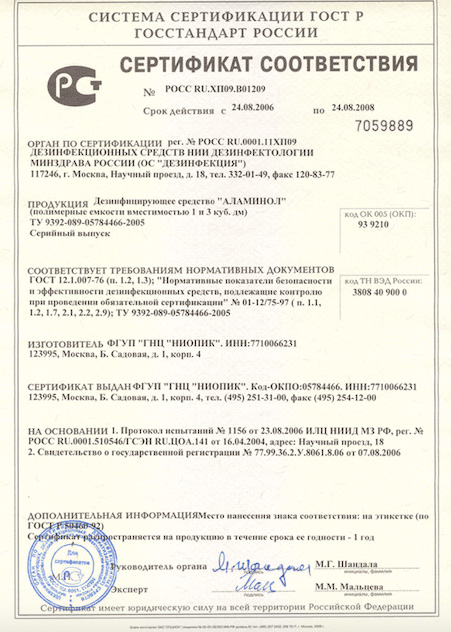 СИСТЕМА СЕРТИФИКАЦИИ ГОСТ Р
ГОССТАНДАРТ РОССИИ
СЕРТИФИКАТ СООТВЕТСТВИЯ
№ РОСС RU.ХП09.В01209
Срок действия с 24.08.2006 по 24.08.2008
7059889
ОРГАН ПО СЕРТИФИКАЦИИ рег. № РОСС RU.0001.11ХП09
ДЕЗИНФЕКЦИОННЫХ СРЕДСТВ НИИ ДЕЗИНФЕКТОЛОГИИ
МИНЗДРАВА РОССИИ (ОС "ДЕЗИНФЕКЦИЯ")
117246, г. Москва, Научный проезд, д. 18, тел. 332-01-49, факс 120-83-77
ПРОДУКЦИЯ Дезинфицирующее средство "АЛАМИНОЛ"
(полимерные емкости вместимостью 1 и 3 куб. дм)
ТУ 9392-089-05784466-2005
Серийный выпуск
код ОК 005 (ОКП):
93 9210
СООТВЕТСТВУЕТ ТРЕБОВАНИЯМ НОРМАТИВНЫХ ДОКУМЕНТОВ
ГОСТ 12.1.007-76 (п. 1.2, 1.3); "Нормативные показатели безопасности
и эффективности дезинфекционных средств, подлежащие контролю
при проведении обязательной сертификации" № 01-12/75-97 ( п. 1.1,
1.2, 1.7, 2.1, 2.2, 2.9); ТУ 9392-089-05784466-2005
код ТН ВЭД России:
3808 40 900 0
ИЗГОТОВИТЕЛЬ ФГУП "ГНЦ "НИОПИК". ИНН:7710066231
123995, Москва, Б. Садовая, д.1, корп. 4
СЕРТИФИКАТ ВЫДАН ФГУП "ГНЦ "НИОПИК". Код-ОКПО:05784466. ИНН:7710066231
123995, Москва, Б. Садовая, д.1, корп. 4, тел. (495) 251-31-00, факс (495) 254-12-00
НА ОСНОВАНИИ 1. Протокол испытаний № 1156 от 23.08.2006 ИЛЦ НИИД МЗ РФ, рег. №
РОСС RU.0001.510546/ГСЭН RU.ЦОА.141 от 16.04.2004, адрес: Научный проезд, 18
2. Свидетельство о государственной регистрации № 77.99.36.2.У.8061.8.06 от 07.08.2006
ДОПОЛНИТЕЛЬНАЯ ИНФОРМАЦИЯ Место нанесения знака соответствия: на этикетке (по
ГОСТ Р 50460-92)
Сертификат распространяется на продукцию в течение срока ее годности - 1 год
Для
М.П.
Руководитель органа
подпись
М.Г. Шандала
инициалы, фамилия
Эксперт
подпись
М.М. Мальцева
инициалы, фамилия
Сертификат имеет юридическую силу на всей территории Российской Федерации